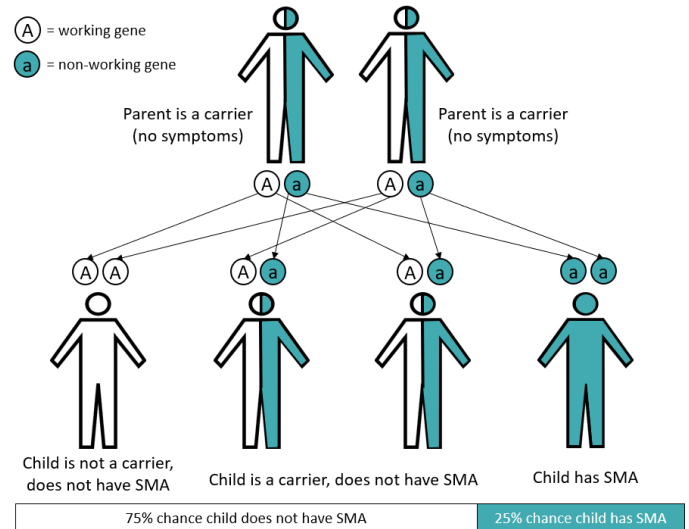 A = working gene
a = non-working gene
Parent is a carrier
(no symptoms)
Parent is a carrier
(no symptoms)
A a A a
A A A a A a a a
Child is not a carrier,
does not have SMA
Child is a carrier, does not have SMA
Child has SMA
75% chance child does not have SMA
25% chance child has SMA